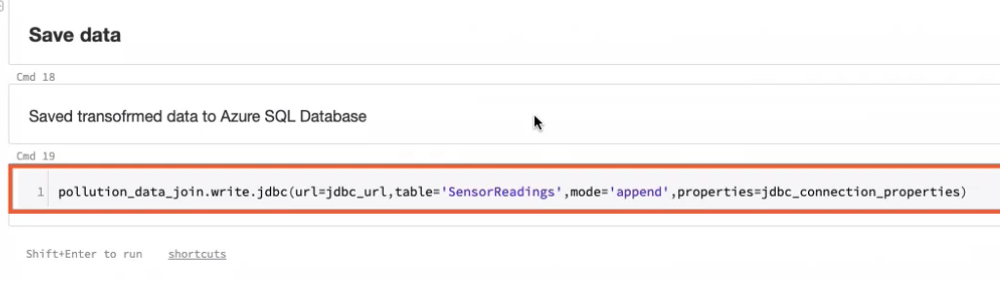 Save data
Cmd 18
Saved transofrmed data to Azure SQL Database
Cmd 19
1 pollution_data_join.write.jdbc(url=jdbc_url,table='SensorReadings',mode='append',properties=jdbc_connection_properties)
Shift+Enter to run shortcuts